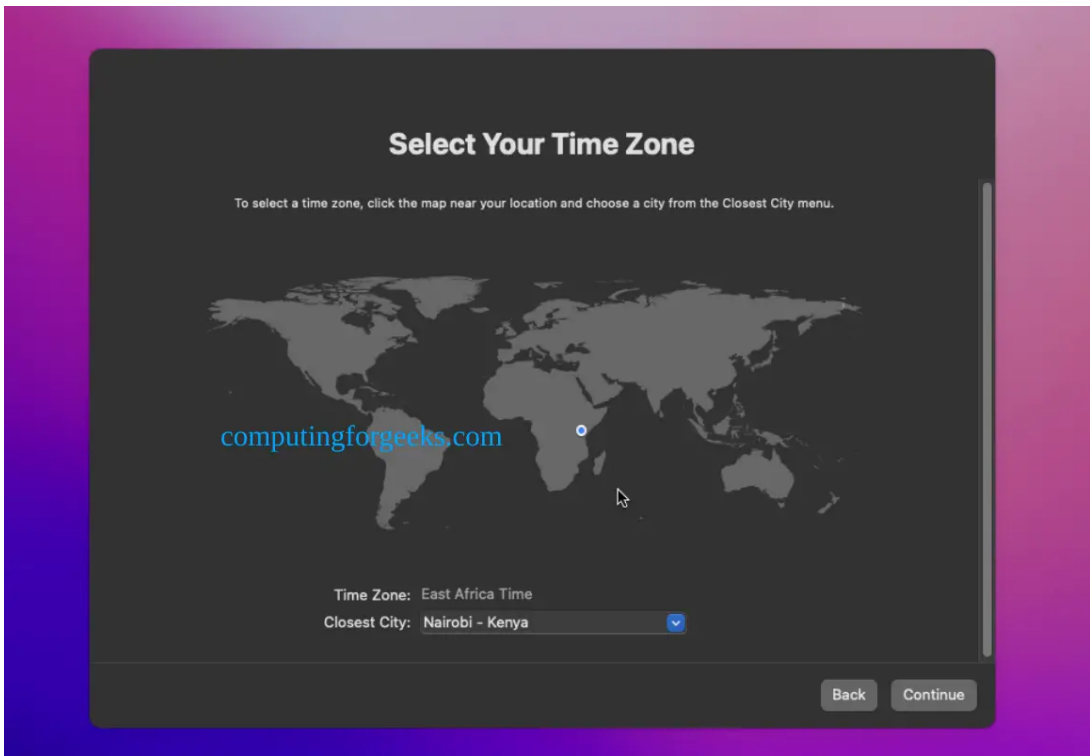 Select Your Time Zone
To select a time zone, click the map near your location and choose a city from the Closest City menu.
computingforgeeks.com
Time Zone: East Africa Time
Closest City: Nairobi - Kenya
Back Continue